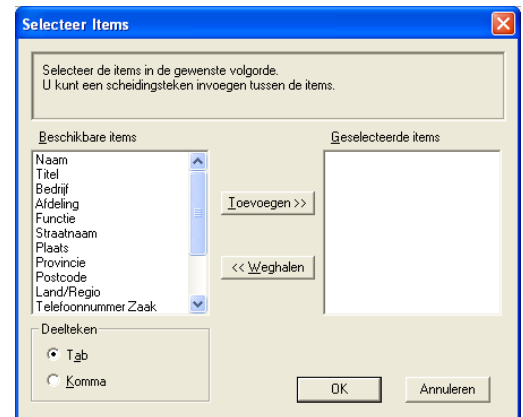 Selecteer Items
Selecteer de items in de gewenste volgorde.
U kunt een scheidingsteken invoegen tussen de items.
Beschikbare items
Geselecteerde items
Naam
Titel
Bedrijf
Afdeling
Functie
Straatnaam
Plaats
Provincie
Postcode
Land/Regio
Telefoonnummer Zaak
Toevoegen >>
<< Weghalen
Deelteken
Tab
Komma
OK
Annuleren